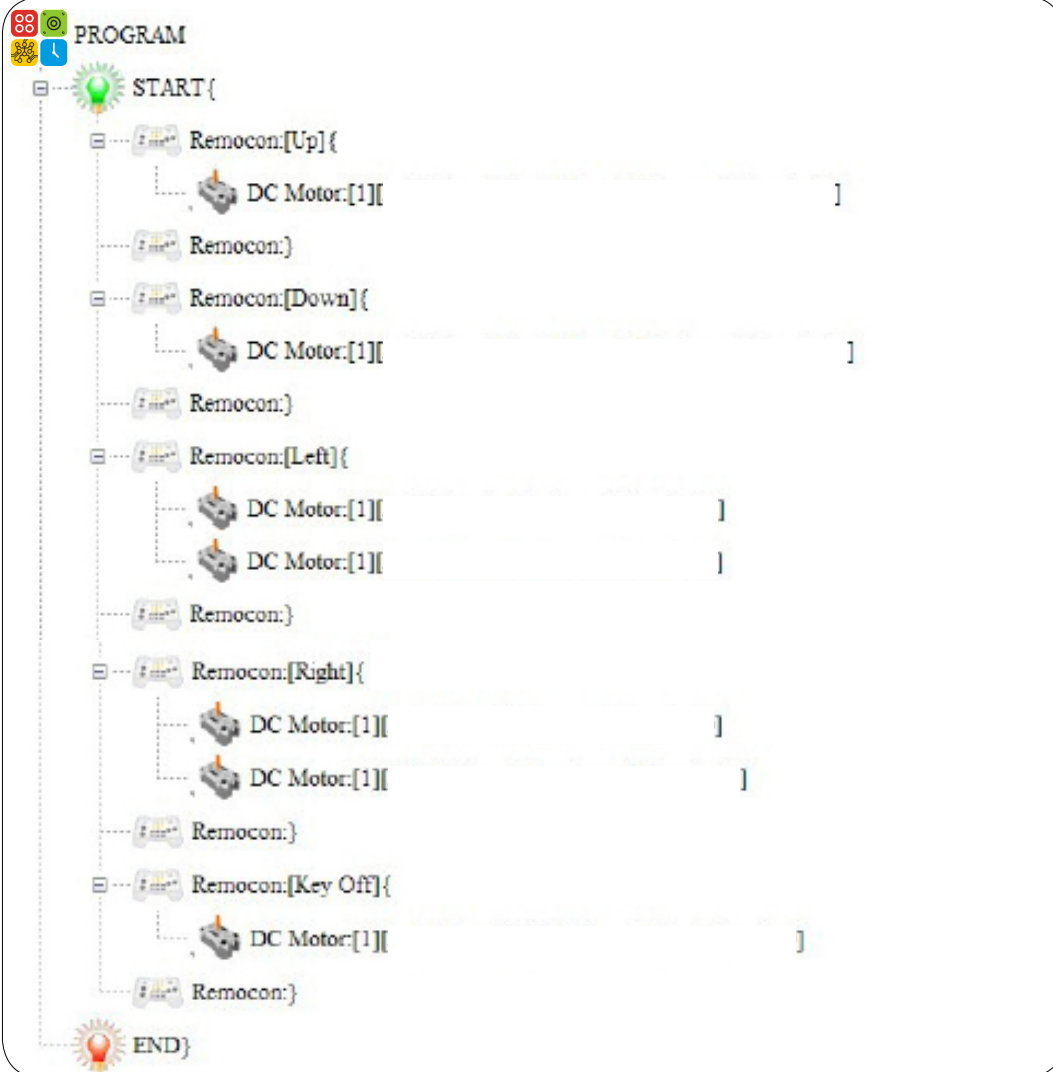 PROGRAM
START{
Remocon:[Up]{
DC Motor:[1][ ]
Remocon:}
Remocon:[Down]{
DC Motor:[1][ ]
Remocon:}
Remocon:[Left]{
DC Motor:[1][ ]
DC Motor:[1][ ]
Remocon:}
Remocon:[Right]{
DC Motor:[1][ ]
DC Motor:[1][ ]
Remocon:}
Remocon:[Key Off]{
DC Motor:[1][ ]
Remocon:}
END}